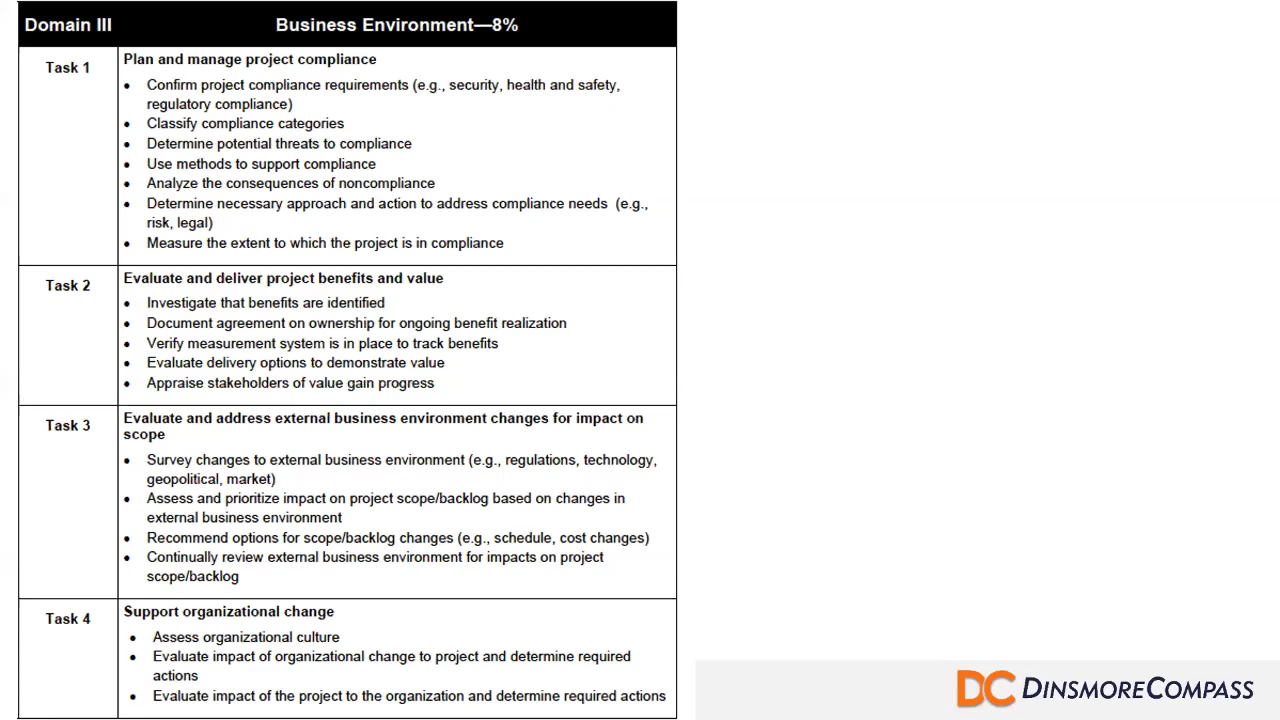 Domain III Business Environment—8%
Task 1 Plan and manage project compliance
• Confirm project compliance requirements (e.g., security, health and safety,
regulatory compliance)
• Classify compliance categories
• Determine potential threats to compliance
• Use methods to support compliance
• Analyze the consequences of noncompliance
• Determine necessary approach and action to address compliance needs (e.g.,
risk, legal)
• Measure the extent to which the project is in compliance
Task 2 Evaluate and deliver project benefits and value
• Investigate that benefits are identified
• Document agreement on ownership for ongoing benefit realization
• Verify measurement system is in place to track benefits
• Evaluate delivery options to demonstrate value
• Appraise stakeholders of value gain progress
Task 3 Evaluate and address external business environment changes for impact on
scope
• Survey changes to external business environment (e.g., regulations, technology,
geopolitical, market)
• Assess and prioritize impact on project scope/backlog based on changes in
external business environment
• Recommend options for scope/backlog changes (e.g., schedule, cost changes)
• Continually review external business environment for impacts on project
scope/backlog
Task 4 Support organizational change
• Assess organizational culture
• Evaluate impact of organizational change to project and determine required
actions
• Evaluate impact of the project to the organization and determine required actions
DC DINSMORECOMPASS